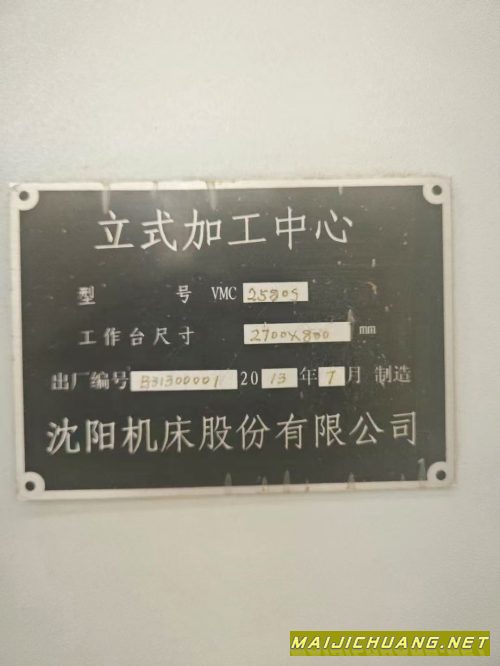 立式加工中心
型 号 VMC 2580S
工作台尺寸 2700X800 mm
出厂编号 B31300001 2013年7月 制造
沈阳机床股份有限公司
MAIJICHUANG.NET